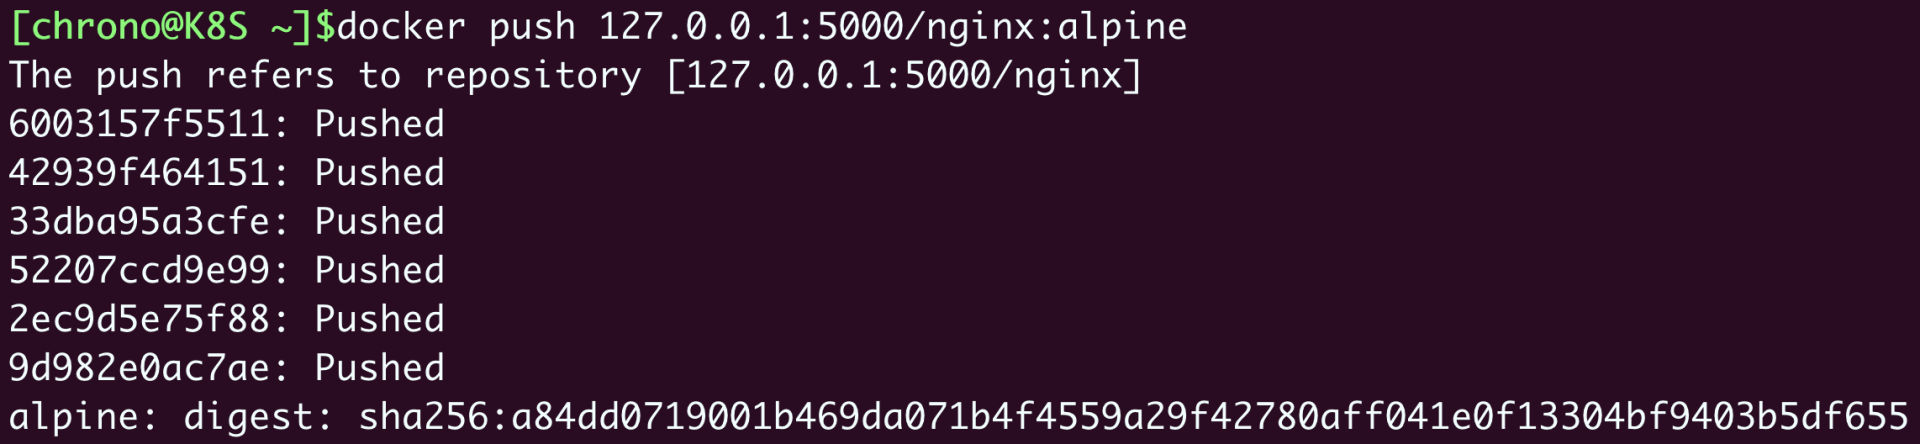 [chrono@K8S ~]$docker push 127.0.0.1:5000/nginx:alpine
The push refers to repository [127.0.0.1:5000/nginx]
6003157f5511: Pushed
42939f464151: Pushed
33dba95a3cfe: Pushed
52207ccd9e99: Pushed
2ec9d5e75f88: Pushed
9d982e0ac7ae: Pushed
alpine: digest: sha256:a84dd0719001b469da071b4f4559a29f42780aff041e0f13304bf9403b5df655